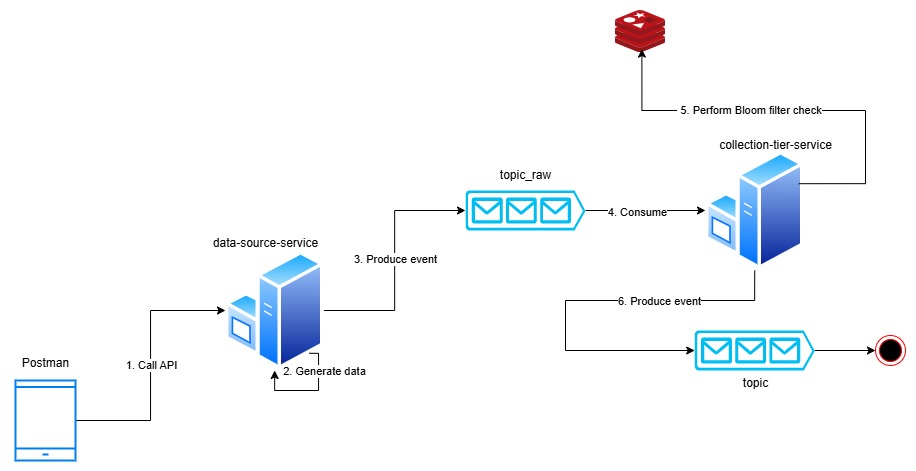 5. Perform Bloom filter check
collection-tier-service
topic_raw
4. Consume
data-source-service
3. Produce event
6. Produce event
Postman
1. Call API
2. Generate data
topic